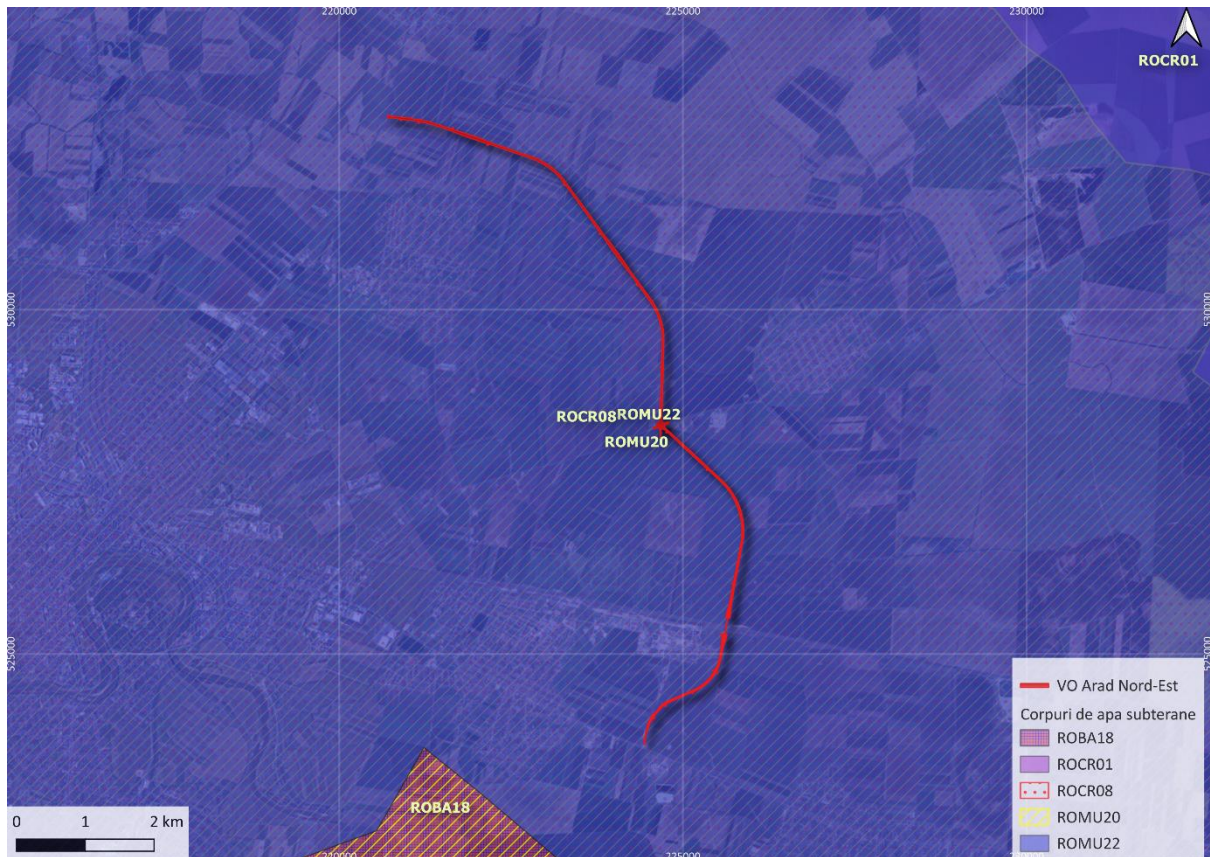 220000
225000
230000
ROCR01
530000
530000
ROCR08
ROMU22
ROMU20
525000
525000
VO Arad Nord-Est
Corpuri de apa subterane
ROBA18
ROCR01
ROCR08
ROMU20
ROMU22
ROBA18
0 1 2 km
220000
225000